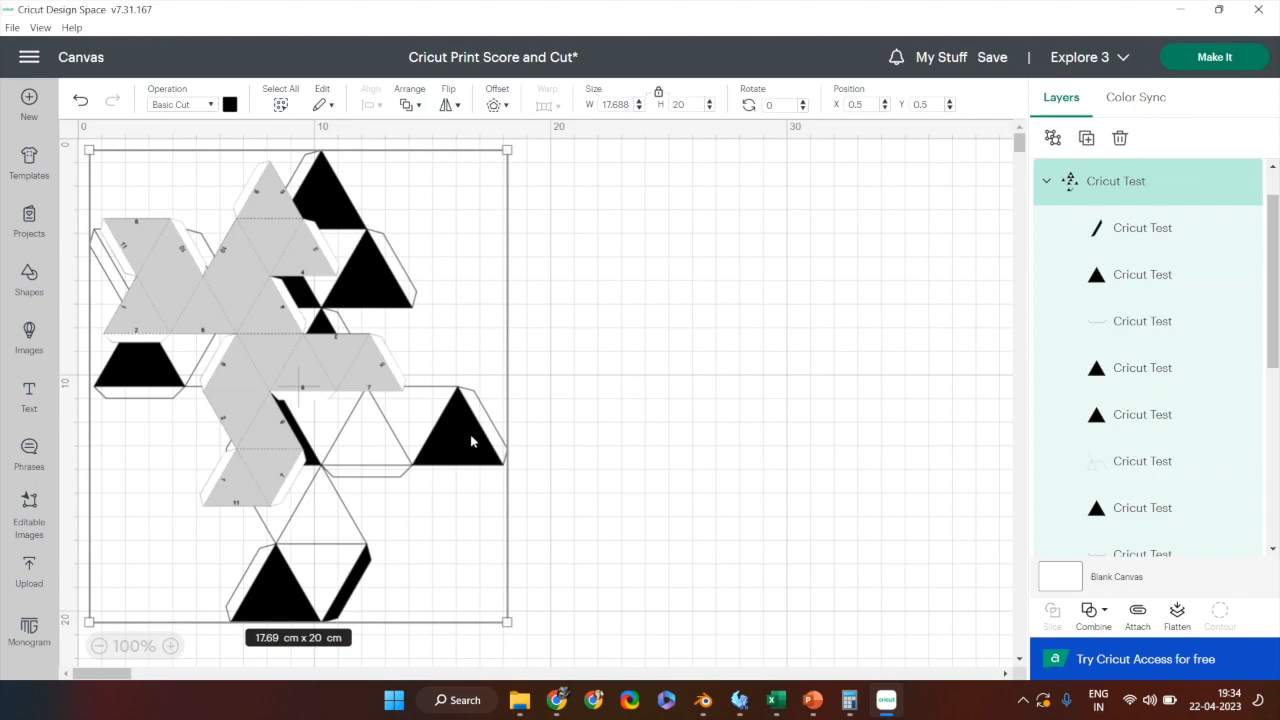 Cricut Design Space v7.31.167
File View Help
Canvas
Cricut Print Score and Cut*
My Stuff Save | Explore 3
Make It
Operation
Basic Cut
Select All
Edit
Align
Arrange
Flip
Offset
Warp
Size
W 17.688 H 20
Rotate
0
Position
X 0.5 Y 0.5
New
Templates
Projects
Shapes
Images
Text
Phrases
Editable
Images
Upload
Monogram
0 10 20 30
0
10
20
17.69 cm x 20 cm
100%
Layers
Color Sync
Cricut Test
Cricut Test
Cricut Test
Cricut Test
Cricut Test
Cricut Test
Cricut Test
Cricut Test
Cricut Test
Blank Canvas
Slice Combine Attach Flatten Contour
a Try Cricut Access for free
Search
cricut
ENG
IN
19:34
22-04-2023